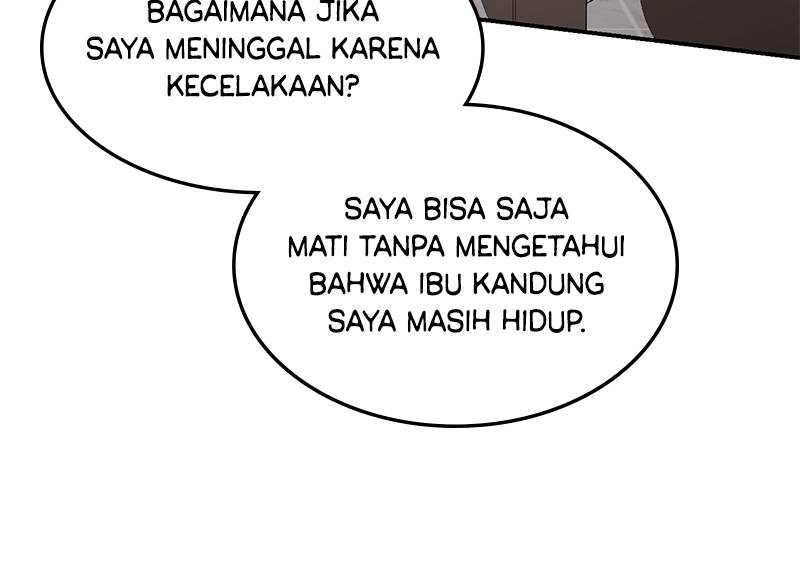 BAGAIMANA JIKA
SAYA MENINGGAL KARENA
KECELAKAAN?
SAYA BISA SAJA
MATI TANPA MENGETAHUI
BAHWA IBU KANDUNG
SAYA MASIH HIDUP.